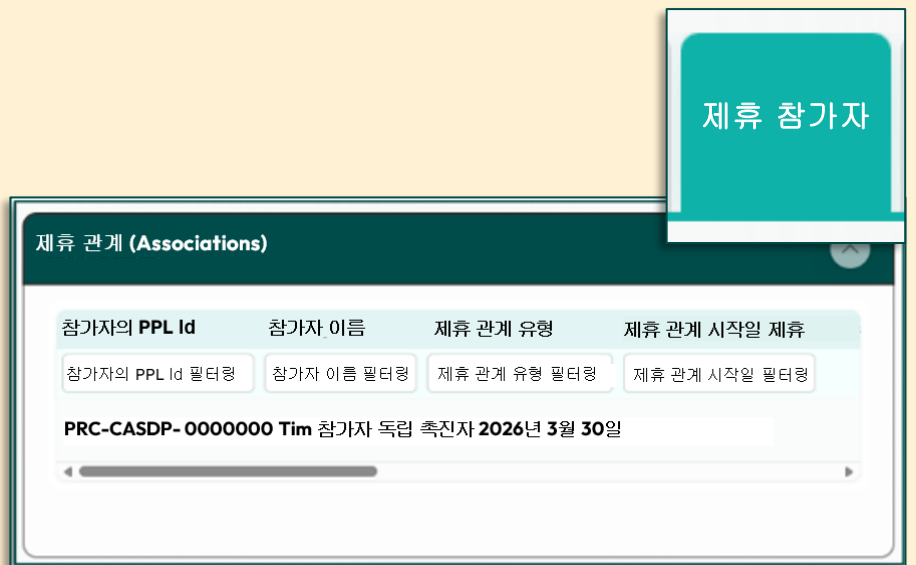 제휴 참가자
제휴 관계 (Associations)
참가자의 PPL Id 참가자 이름 제휴 관계 유형 제휴 관계 시작일 제휴
참가자의 PPL Id 필터링 참가자 이름 필터링 제휴 관계 유형 필터링 제휴 관계 시작일 필터링
PRC-CASDP- 0000000 Tim 참가자 독립 촉진자 2026년 3월 30일